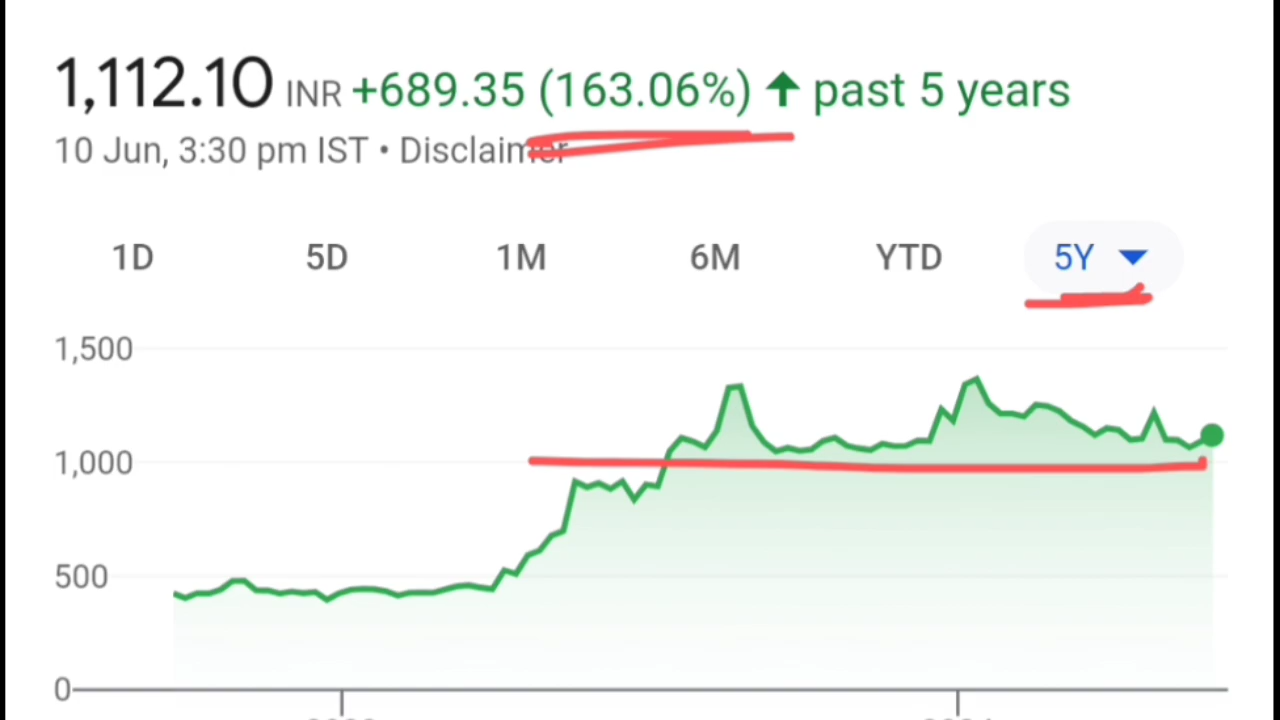 1,112.10 INR +689.35 (163.06%) ↑ past 5 years
10 Jun, 3:30 pm IST • Disclaimer
1D 5D 1M 6M YTD 5Y
1,500
1,000
500
0